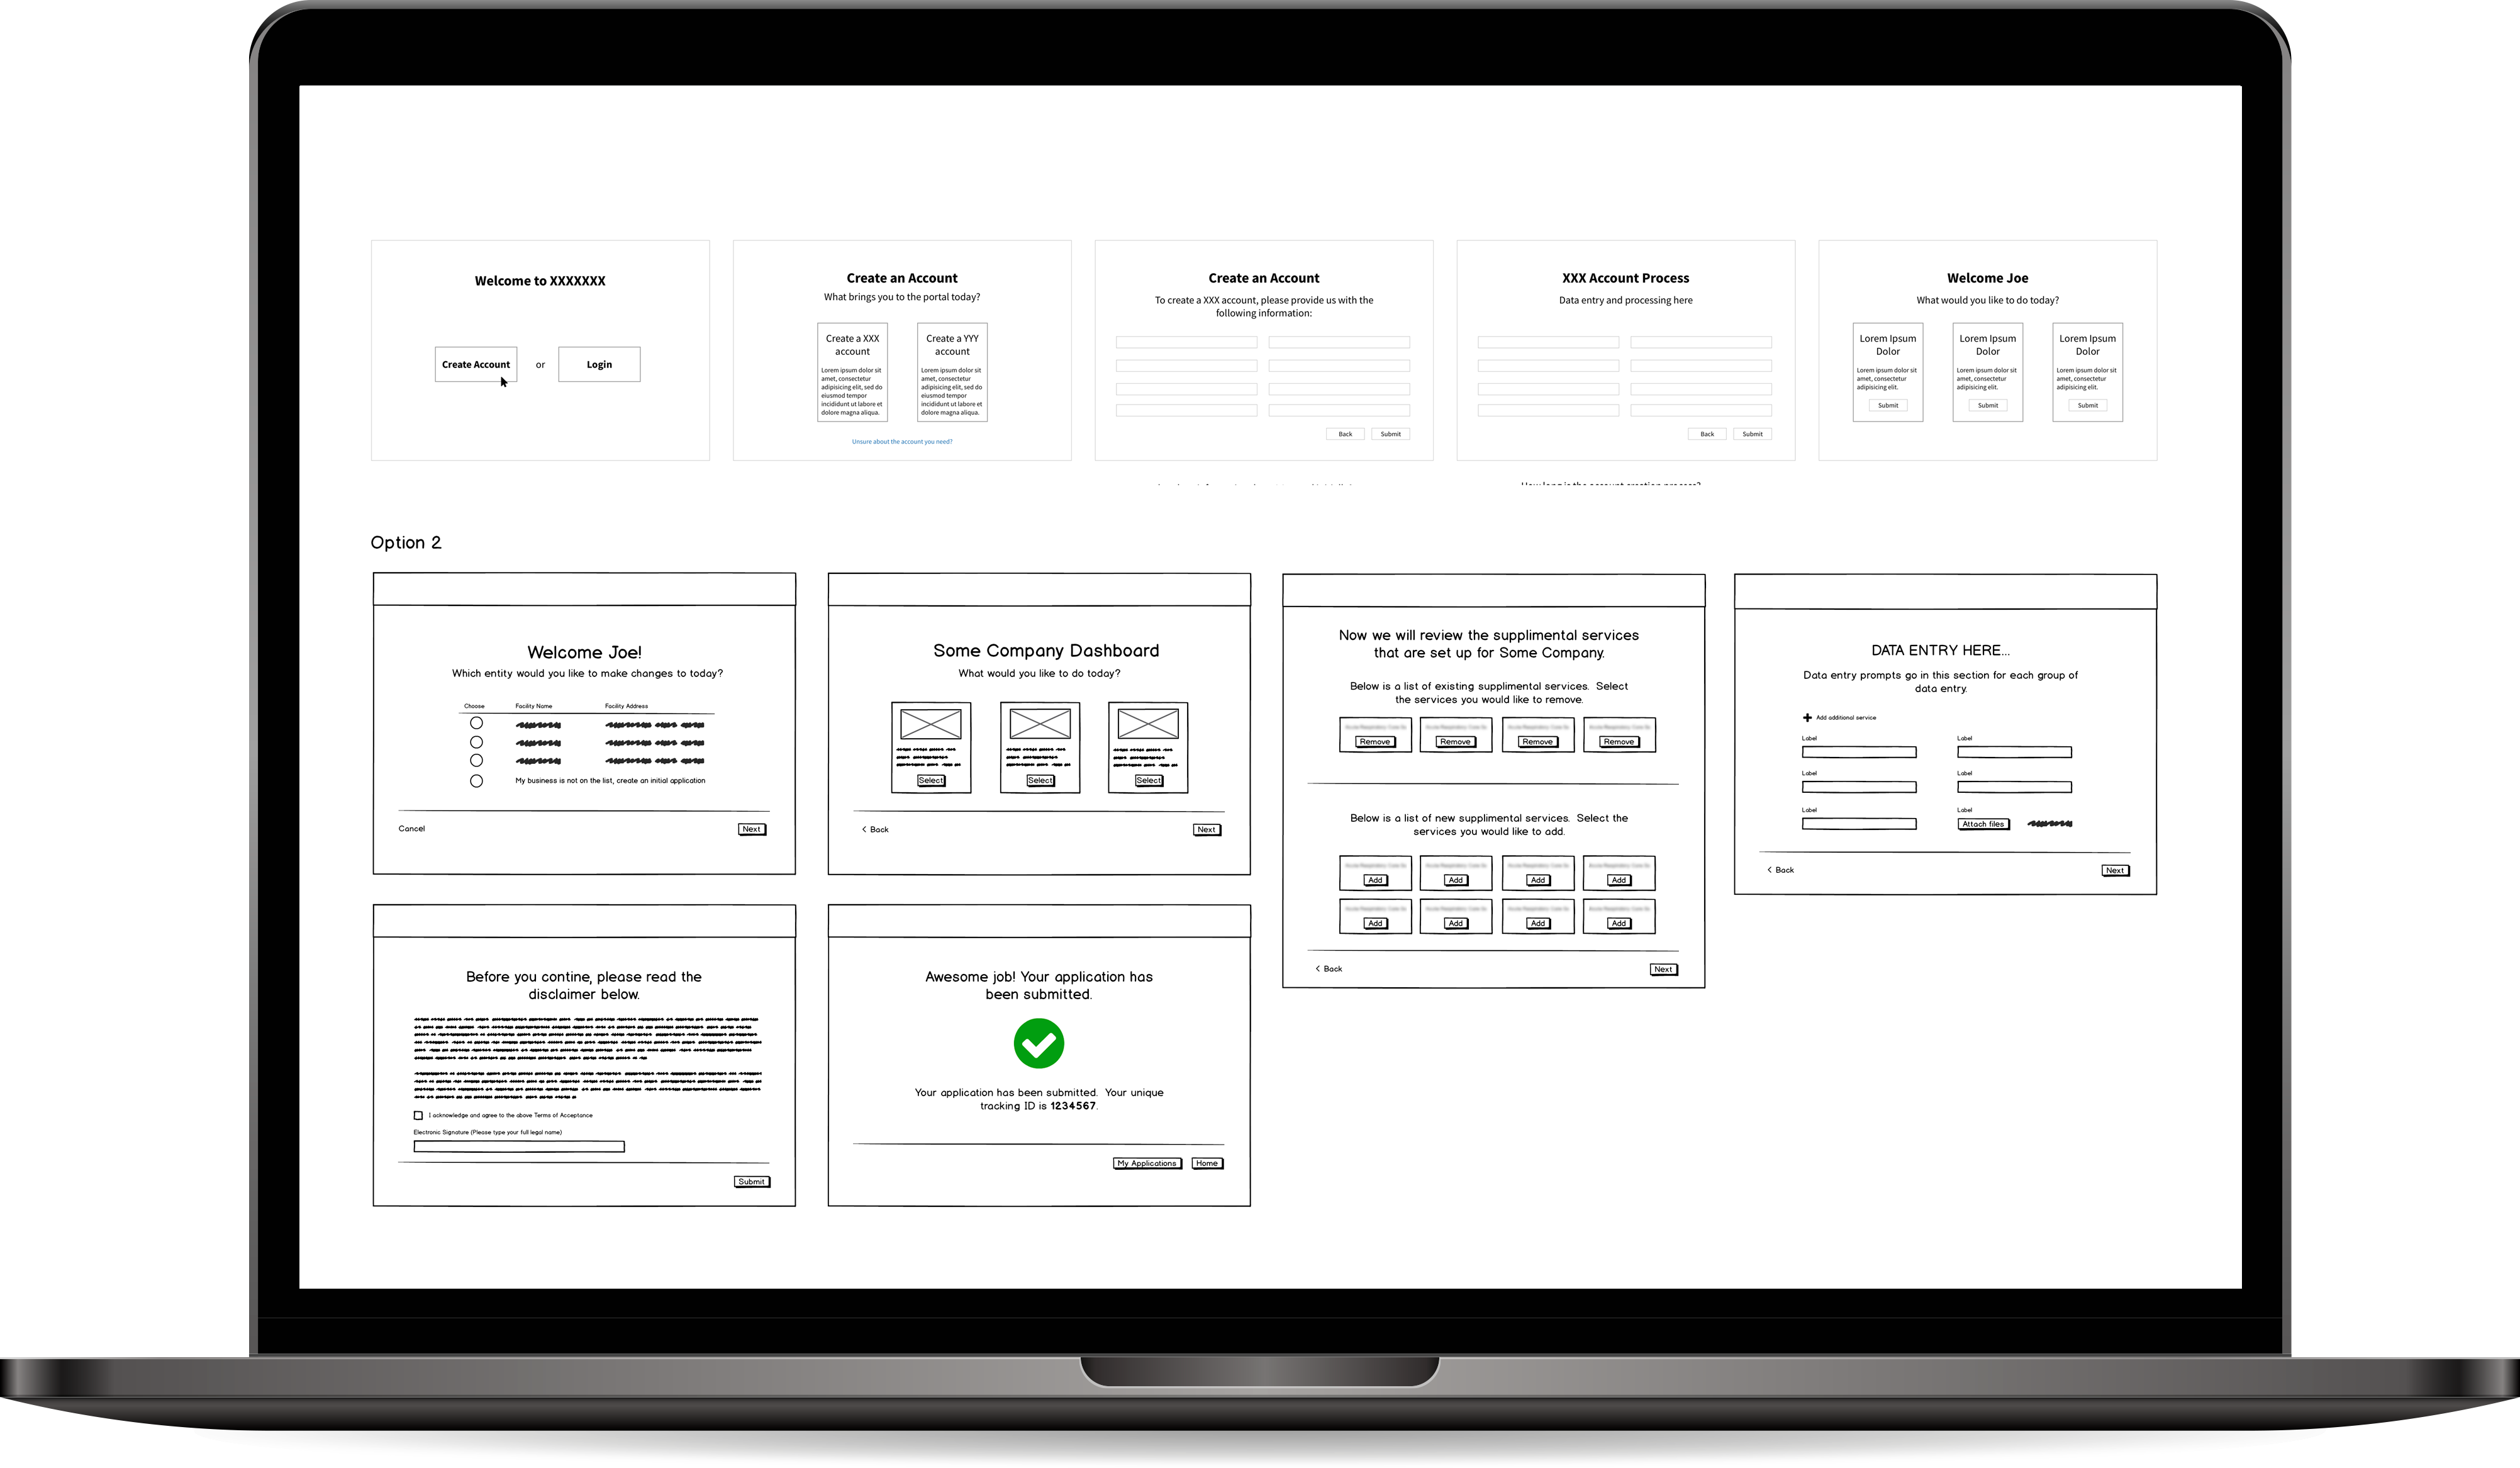 Welcome to XXXXXXX
Create Account
or
Login
Create an Account
What brings you to the portal today?
Create a XXX
account
Lorem ipsum dolor sit
amet, consectetur
adipisicing elit, sed do
eiusmod tempor
incididunt ut labore et
dolore magna aliqua.
Create a YYY
account
Lorem ipsum dolor sit
amet, consectetur
adipisicing elit, sed do
eiusmod tempor
incididunt ut labore et
dolore magna aliqua.
Unsure about the account you need?
Create an Account
To create a XXX account, please provide us with the
following information:
Back
Submit
XXX Account Process
Data entry and processing here
Back
Submit
Welcome Joe
What would you like to do today?
Lorem Ipsum
Dolor
Lorem ipsum dolor sit
amet, consectetur
adipisicing elit.
Submit
Lorem Ipsum
Dolor
Lorem ipsum dolor sit
amet, consectetur
adipisicing elit.
Submit
Lorem Ipsum
Dolor
Lorem ipsum dolor sit
amet, consectetur
adipisicing elit.
Submit
How long is the account creation process?
Option 2
Welcome Joe!
Which entity would you like to make changes to today?
Choose Facility Name Facility Address
My business is not on the list, create an initial application
Cancel
Next
Some Company Dashboard
What would you like to do today?
Select
Select
Select
< Back
Next
Now we will review the supplimental services
that are set up for Some Company.
Below is a list of existing supplimental services. Select
the services you would like to remove.
Remove
Remove
Remove
Remove
Below is a list of new supplimental services. Select the
services you would like to add.
Add
Add
Add
Add
Add
Add
Add
Add
< Back
Next
DATA ENTRY HERE...
Data entry prompts go in this section for each group of
data entry.
Add additional service
Label
Label
Label
Label
Label
Label
Attach files
< Back
Next
Before you contine, please read the
disclaimer below.
I acknowledge and agree to the above Terms of Acceptance
Electronic Signature (Please type your full legal name)
Submit
Awesome job! Your application has
been submitted.
Your application has been submitted. Your unique
tracking ID is 1234567.
My Applications
Home